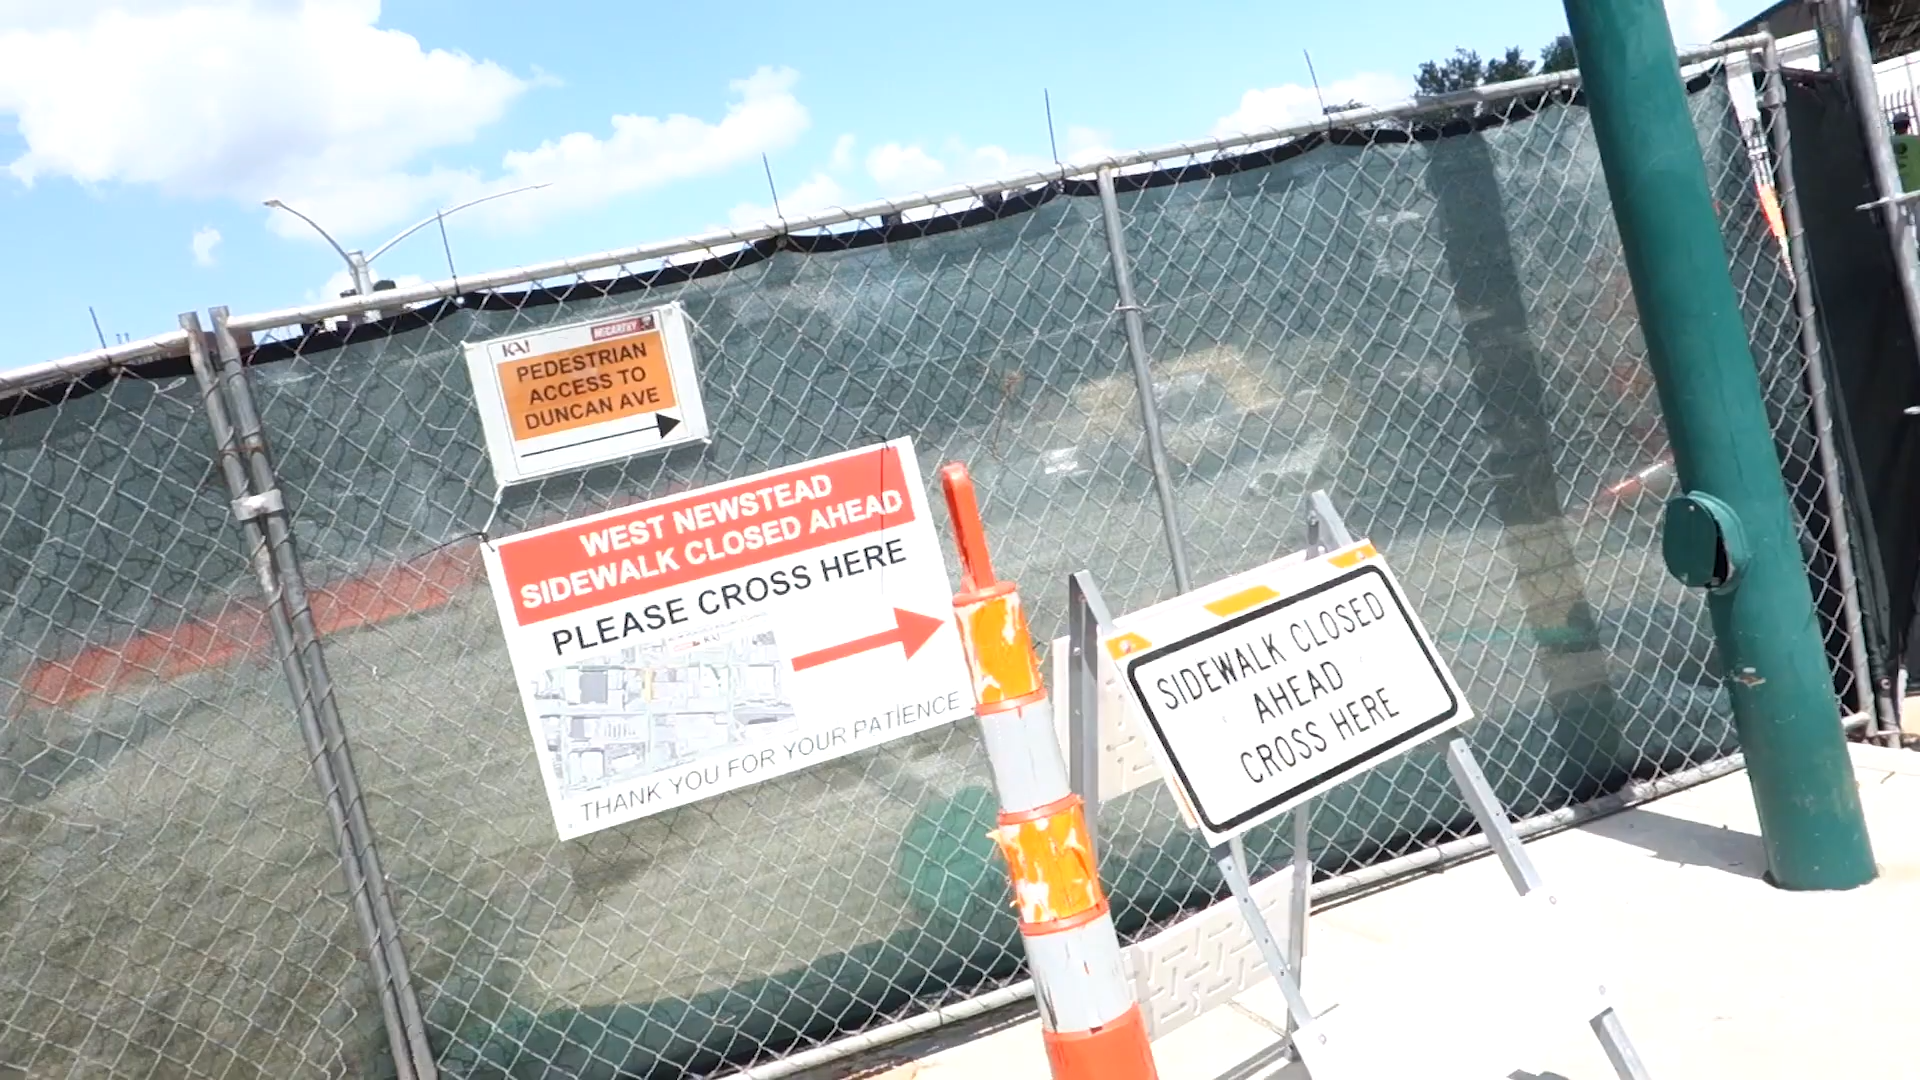 KAI
MCCARTHY
PEDESTRIAN
ACCESS TO
DUNCAN AVE
WEST NEWSTEAD
SIDEWALK CLOSED AHEAD
PLEASE CROSS HERE
THANK YOU FOR YOUR PATIENCE
SIDEWALK CLOSED
AHEAD
CROSS HERE